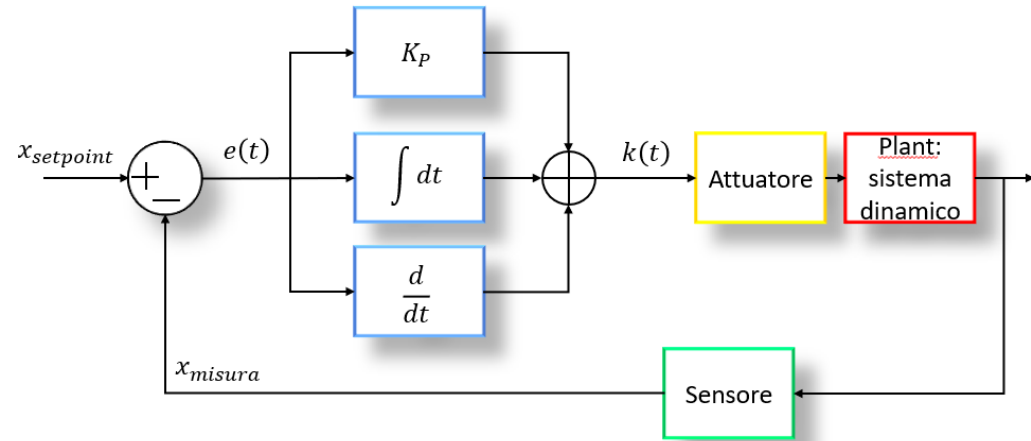 K_P
x_setpoint
+
−
e(t)
∫ dt
k(t)
Attuatore
Plant:
sistema
dinamico
d/dt
x_misura
Sensore